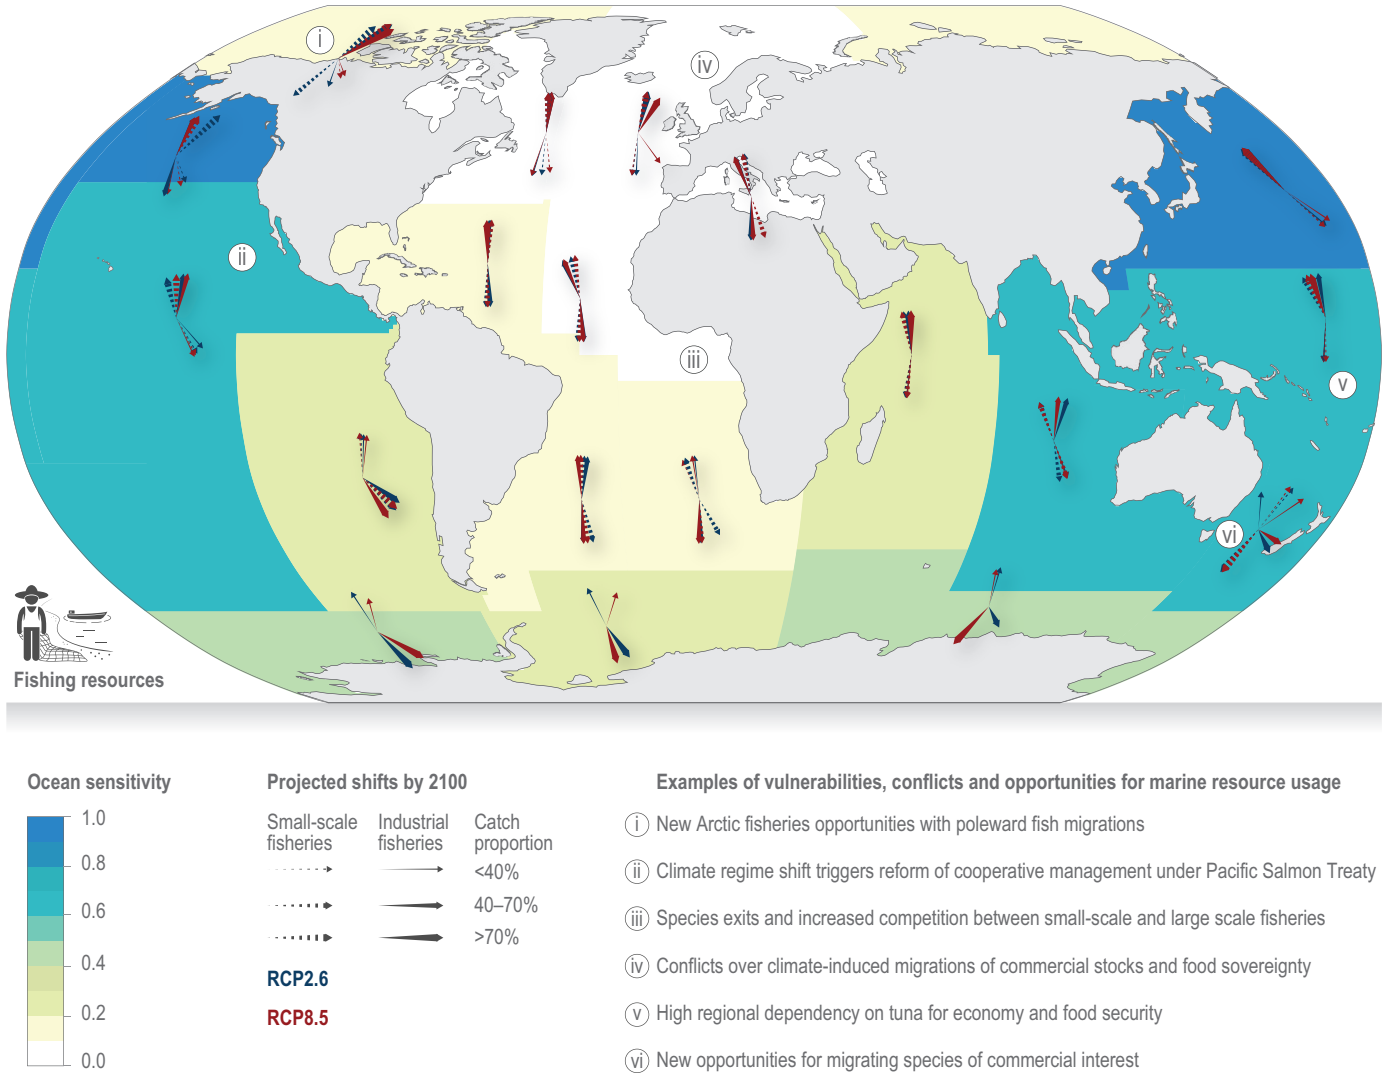 i
iv
ii
iii
v
vi
Fishing resources
Ocean sensitivity
1.0
0.8
0.6
0.4
0.2
0.0
Projected shifts by 2100
Small-scale fisheries
Industrial fisheries
Catch proportion
<40%
40–70%
>70%
RCP2.6
RCP8.5
Examples of vulnerabilities, conflicts and opportunities for marine resource usage
i New Arctic fisheries opportunities with poleward fish migrations
ii Climate regime shift triggers reform of cooperative management under Pacific Salmon Treaty
iii Species exits and increased competition between small-scale and large scale fisheries
iv Conflicts over climate-induced migrations of commercial stocks and food sovereignty
v High regional dependency on tuna for economy and food security
vi New opportunities for migrating species of commercial interest